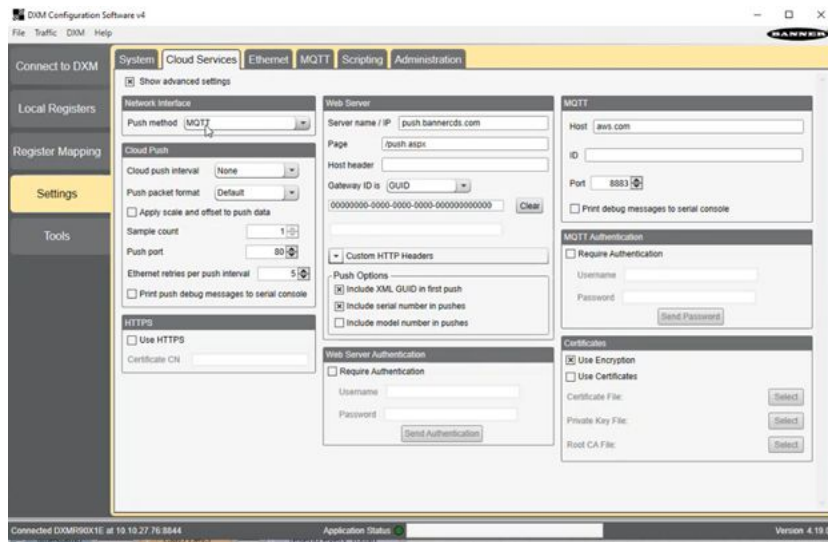 DXM Configuration Software v4
File Traffic DXM Help
BANNER
Connect to DXM
Local Registers
Register Mapping
Settings
Tools
System Cloud Services Ethernet MQTT Scripting Administration
Show advanced settings
Network Interface
Push method MQTT
Cloud Push
Cloud push interval None
Push packet format Default
Apply scale and offset to push data
Sample count 1
Push port 80
Ethernet retries per push interval 5
Print push debug messages to serial console
HTTPS
Use HTTPS
Certificate CN
Web Server
Server name / IP push.bannercds.com
Page /push.aspx
Host header
Gateway ID is GUID
00000000-0000-0000-0000-000000000000 Clear
Custom HTTP Headers
Push Options
Include XML GUID in first push
Include serial number in pushes
Include model number in pushes
Web Server Authentication
Require Authentication
Username
Password
Send Authentication
MQTT
Host aws.com
ID
Port 8883
Print debug messages to serial console
MQTT Authentication
Require Authentication
Username
Password
Send Password
Certificates
Use Encryption
Use Certificates
Certificate File: Select
Private Key File: Select
Root CA File: Select
Connected DXMR90X1E at 10.10.27.76:8844 Application Status Version 4.19